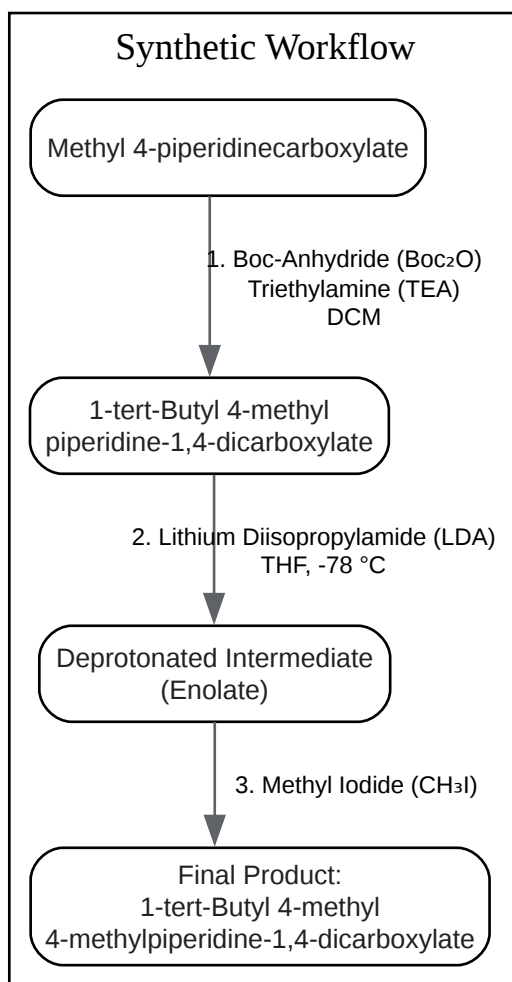 Synthetic Workflow
Methyl 4-piperidinecarboxylate
1. Boc-Anhydride (Boc₂O)
Triethylamine (TEA)
DCM
1-tert-Butyl 4-methyl
piperidine-1,4-dicarboxylate
2. Lithium Diisopropylamide (LDA)
THF, -78 °C
Deprotonated Intermediate
(Enolate)
3. Methyl Iodide (CH₃I)
Final Product:
1-tert-Butyl 4-methyl
4-methylpiperidine-1,4-dicarboxylate